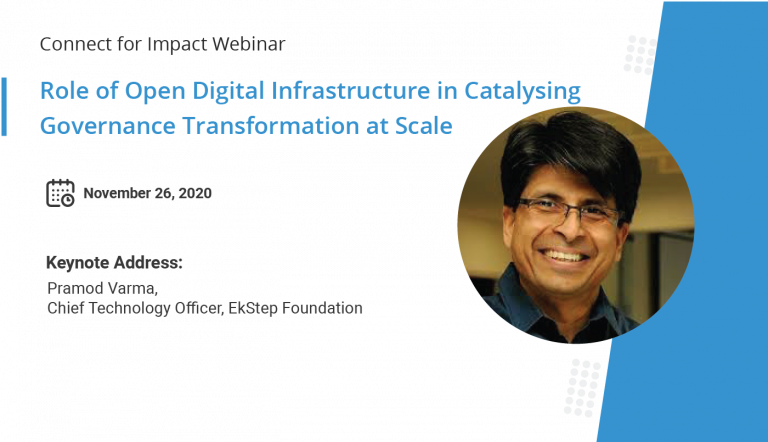 Connect for Impact Webinar
Role of Open Digital Infrastructure in Catalysing
Governance Transformation at Scale
November 26, 2020
Keynote Address:
Pramod Varma,
Chief Technology Officer, EkStep Foundation